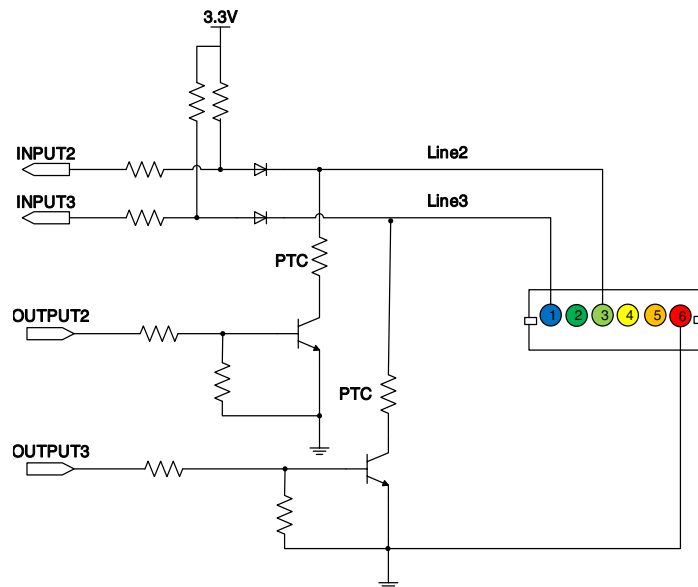 3.3V
INPUT2
Line2
INPUT3
Line3
PTC
OUTPUT2
1 2 3 4 5 6
PTC
OUTPUT3